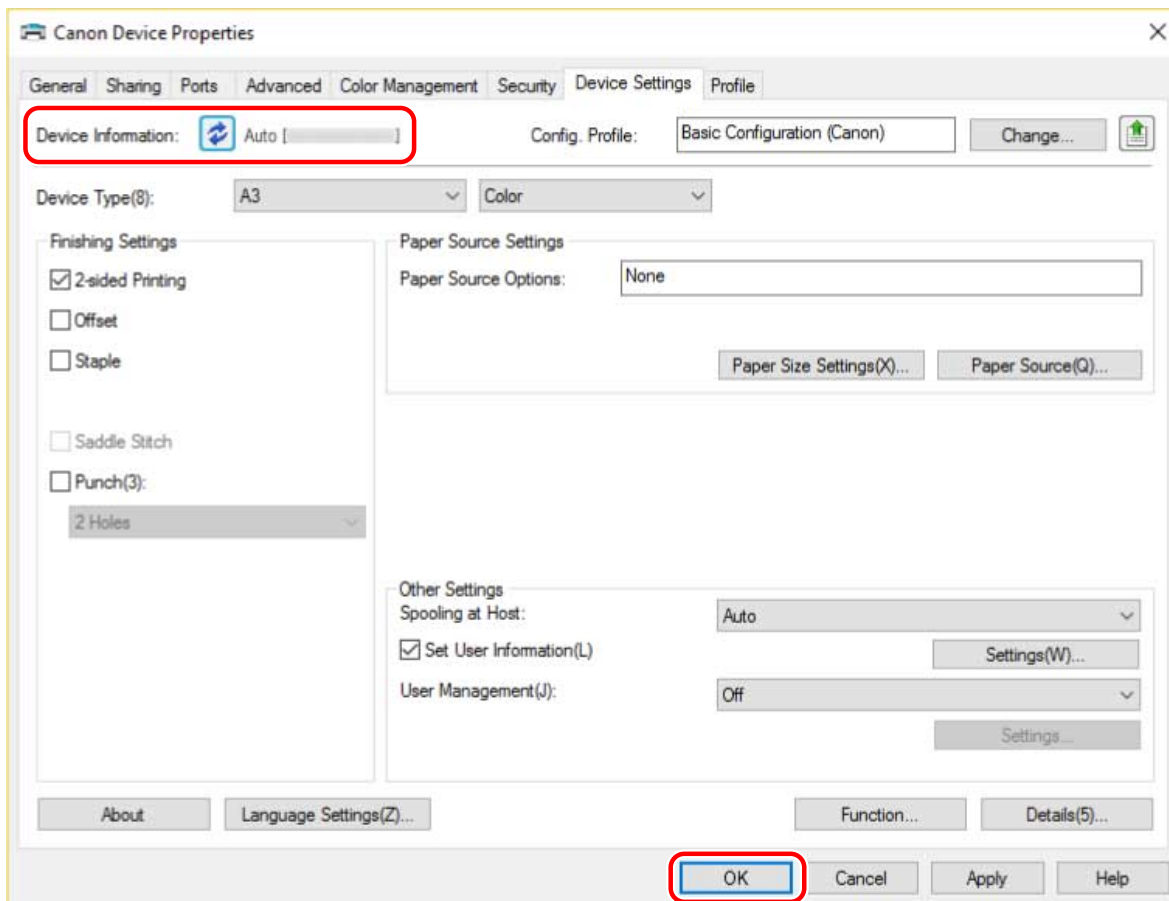 Canon Device Properties
General Sharing Ports Advanced Color Management Security Device Settings Profile
Device Information: Auto [ ] Config. Profile: Basic Configuration (Canon) Change...
Device Type(8): A3 Color
Finishing Settings
2-sided Printing
Offset
Staple
Saddle Stitch
Punch(3):
2 Holes
Paper Source Settings
Paper Source Options: None
Paper Size Settings(X)... Paper Source(Q)...
Other Settings
Spooling at Host: Auto
Set User Information(L) Settings(W)...
User Management(J): Off
Settings...
About Language Settings(Z)... Function... Details(5)...
OK Cancel Apply Help